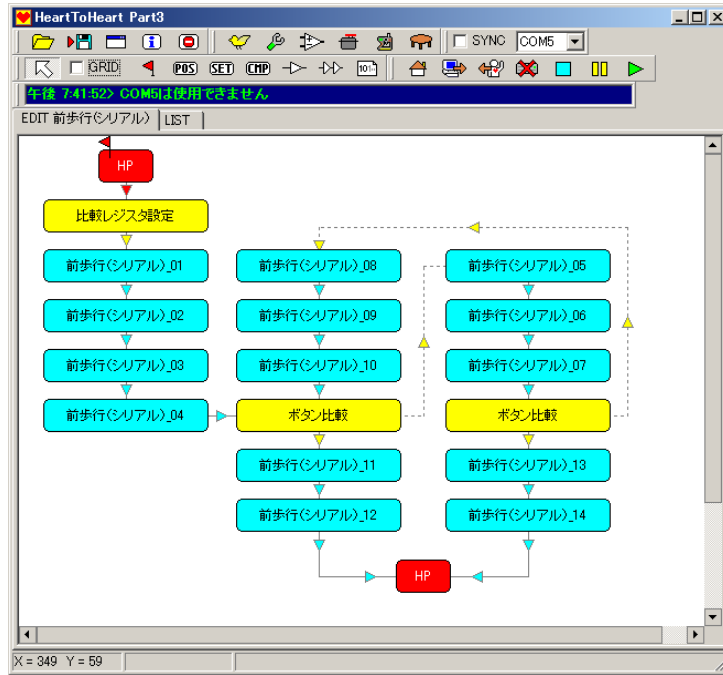 HeartToHeart Part3
SYNC COM5
GRID POS SET CMP 101
午後 7:41:52> COM5は使用できません
EDIT 前歩行(シリアル) LIST
HP
比較レジスタ設定
前歩行(シリアル)_01 前歩行(シリアル)_08 前歩行(シリアル)_05
前歩行(シリアル)_02 前歩行(シリアル)_09 前歩行(シリアル)_06
前歩行(シリアル)_03 前歩行(シリアル)_10 前歩行(シリアル)_07
前歩行(シリアル)_04 ボタン比較 ボタン比較
前歩行(シリアル)_11 前歩行(シリアル)_13
前歩行(シリアル)_12 前歩行(シリアル)_14
HP
X = 349 Y = 59